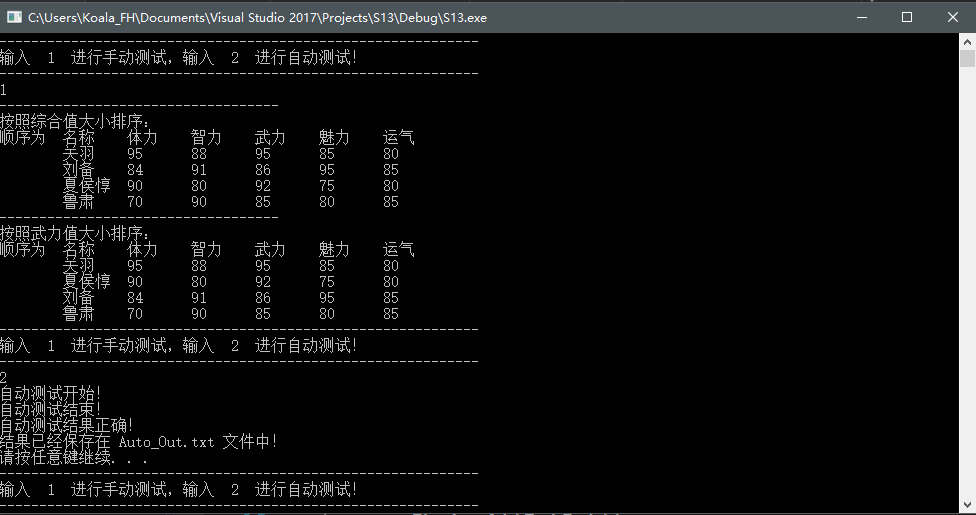 C:\Users\Koala_FH\Documents\Visual Studio 2017\Projects\S13\Debug\S13.exe
------------------------------------------------------------
输入  1  进行手动测试，输入  2  进行自动测试!
------------------------------------------------------------
1
-----------------------------------
按照综合值大小排序：
顺序为  名称    体力    智力    武力    魅力    运气
        关羽    95      88      95      85      80
        刘备    84      91      86      95      85
        夏侯惇  90      80      92      75      80
        鲁肃    70      90      85      80      85
-----------------------------------
按照武力值大小排序：
顺序为  名称    体力    智力    武力    魅力    运气
        关羽    95      88      95      85      80
        夏侯惇  90      80      92      75      80
        刘备    84      91      86      95      85
        鲁肃    70      90      85      80      85
------------------------------------------------------------
输入  1  进行手动测试，输入  2  进行自动测试!
------------------------------------------------------------
2
自动测试开始!
自动测试结束!
自动测试结果正确!
结果已经保存在 Auto_Out.txt 文件中!
请按任意键继续. . .
------------------------------------------------------------
输入  1  进行手动测试，输入  2  进行自动测试!
------------------------------------------------------------